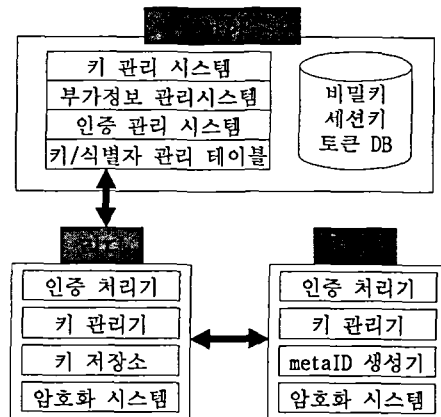 키 관리 시스템
부가정보 관리시스템
인증 관리 시스템
키/식별자 관리 테이블
비밀키
세션키
토큰 DB
인증 처리기
키 관리기
키 저장소
암호화 시스템
인증 처리기
키 관리기
metaID 생성기
암호화 시스템